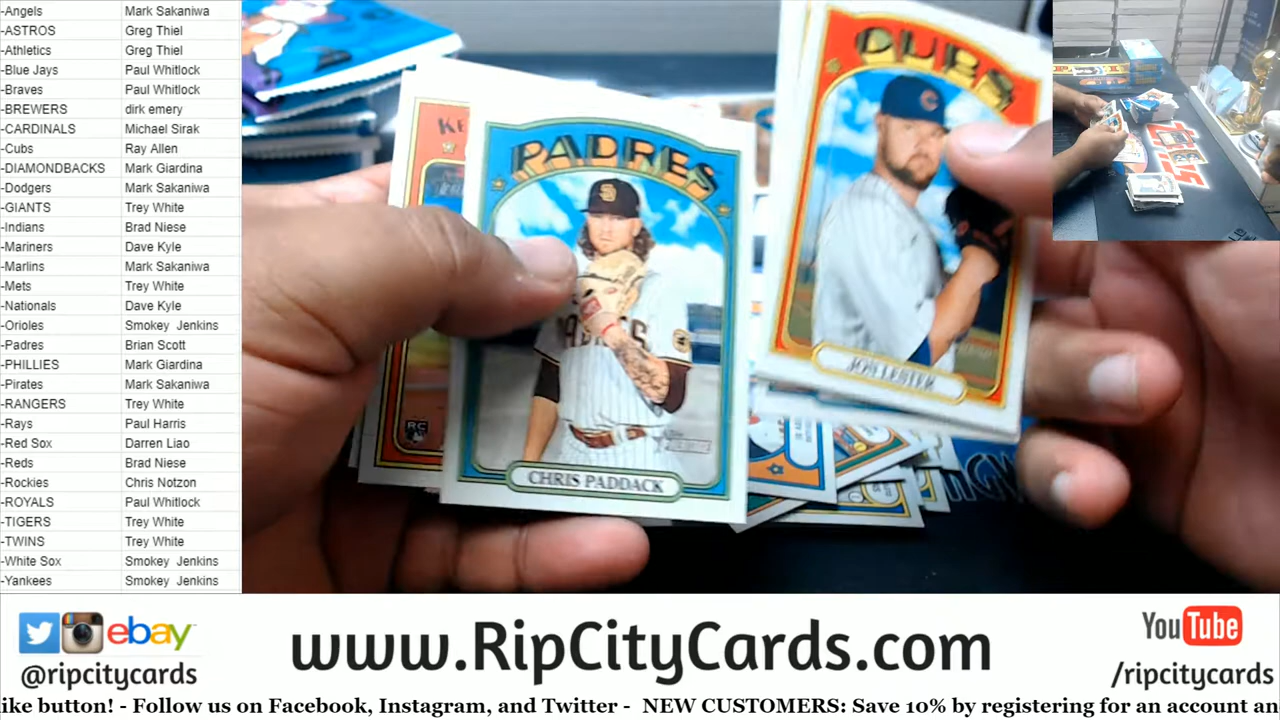 -Angels Mark Sakaniwa
-ASTROS Greg Thiel
-Athletics Greg Thiel
-Blue Jays Paul Whitlock
-Braves Paul Whitlock
-BREWERS dirk emery
-CARDINALS Michael Sirak
-Cubs Ray Allen
-DIAMONDBACKS Mark Giardina
-Dodgers Mark Sakaniwa
-GIANTS Trey White
-Indians Brad Niese
-Mariners Dave Kyle
-Marlins Mark Sakaniwa
-Mets Trey White
-Nationals Dave Kyle
-Orioles Smokey Jenkins
-Padres Brian Scott
-PHILLIES Mark Giardina
-Pirates Mark Sakaniwa
-RANGERS Trey White
-Rays Paul Harris
-Red Sox Darren Liao
-Reds Brad Niese
-Rockies Chris Notzon
-ROYALS Paul Whitlock
-TIGERS Trey White
-TWINS Trey White
-White Sox Smokey Jenkins
-Yankees Smokey Jenkins
PADRES
PADRES
CHRIS PADDACK
RC
CUBS
JON LESTER
ebay
@ripcitycards
www.RipCityCards.com
YouTube
/ripcitycards
ike button! - Follow us on Facebook, Instagram, and Twitter - NEW CUSTOMERS: Save 10% by registering for an account an